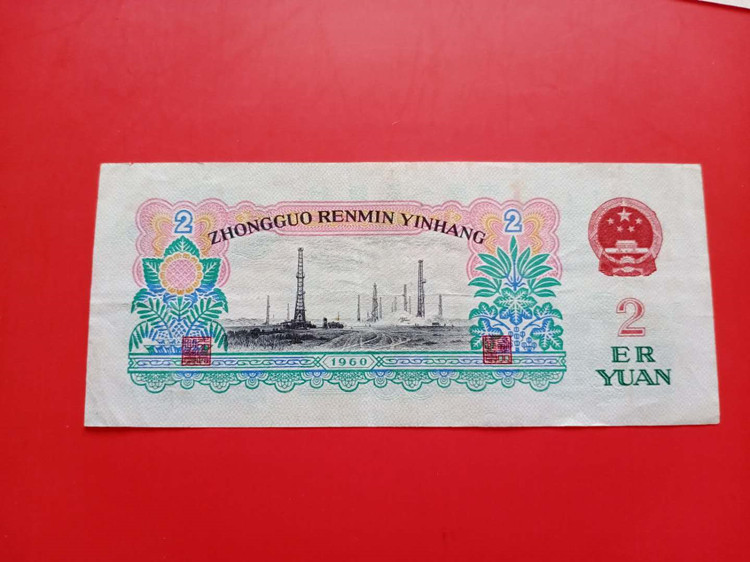 2 2
ZHONGGUO RENMIN YINHANG
1960
2
ER
YUAN